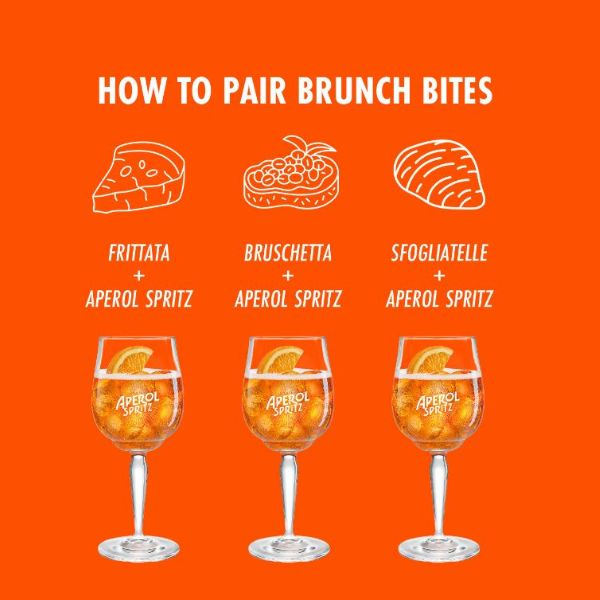 HOW TO PAIR BRUNCH BITES
FRITTATA
+
APEROL SPRITZ
BRUSCHETTA
+
APEROL SPRITZ
SFOGLIATELLE
+
APEROL SPRITZ
APEROL
SPRITZ
APEROL
SPRITZ
APEROL
SPRITZ